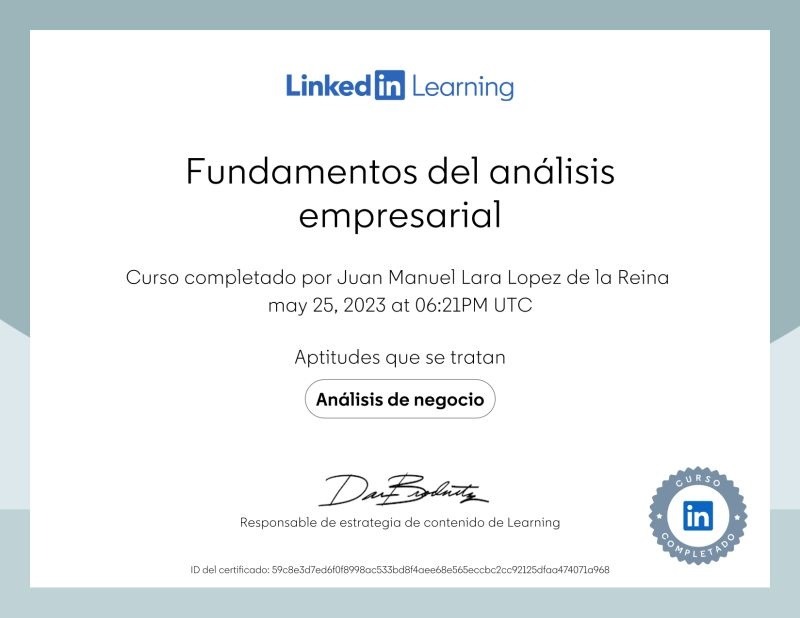 Linked in Learning
Fundamentos del análisis
empresarial
Curso completado por Juan Manuel Lara Lopez de la Reina
may 25, 2023 at 06:21PM UTC
Aptitudes que se tratan
Análisis de negocio
Responsable de estrategia de contenido de Learning
CURSO
in
COMPLETADO
ID del certificado: 59c8e3d7ed6f0f8998ac533bd8f4aee68e565eccbc2cc92125dfaa474071a968